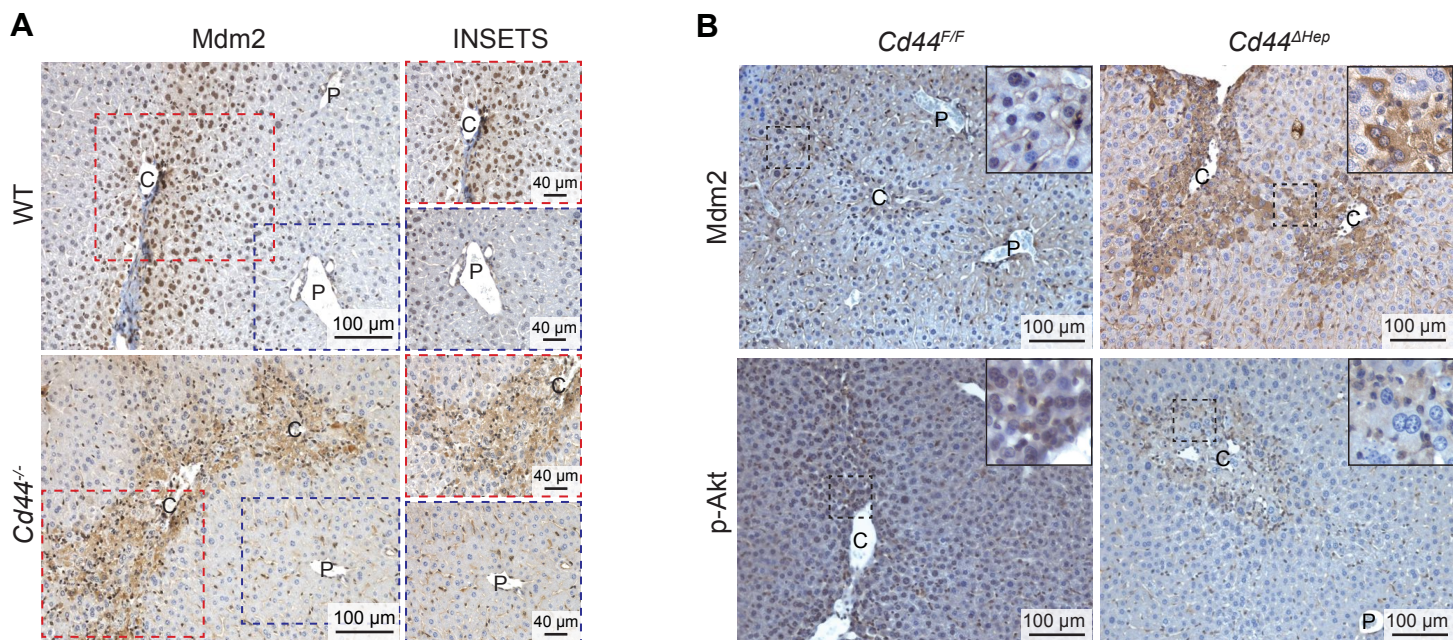 A
Mdm2
INSETS
WT
C
P
P
100 µm
C
40 µm
P
40 µm
Cd44-/-
C
C
P
100 µm
C
40 µm
P
40 µm
B
Cd44F/F
Cd44ΔHep
Mdm2
P
C
P
100 µm
C
C
100 µm
p-Akt
C
100 µm
C
P
100 µm